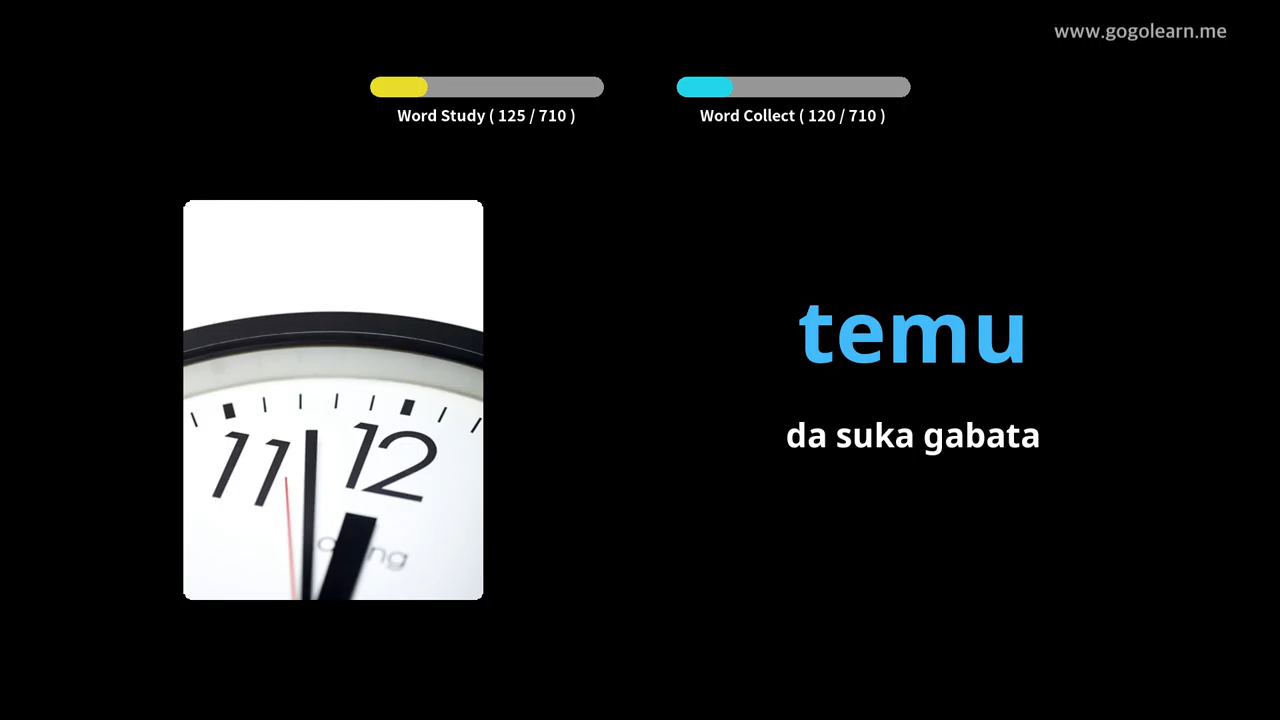 www.gogolearn.me
Word Study ( 125 / 710 )
Word Collect ( 120 / 710 )
temu
da suka gabata
11 12